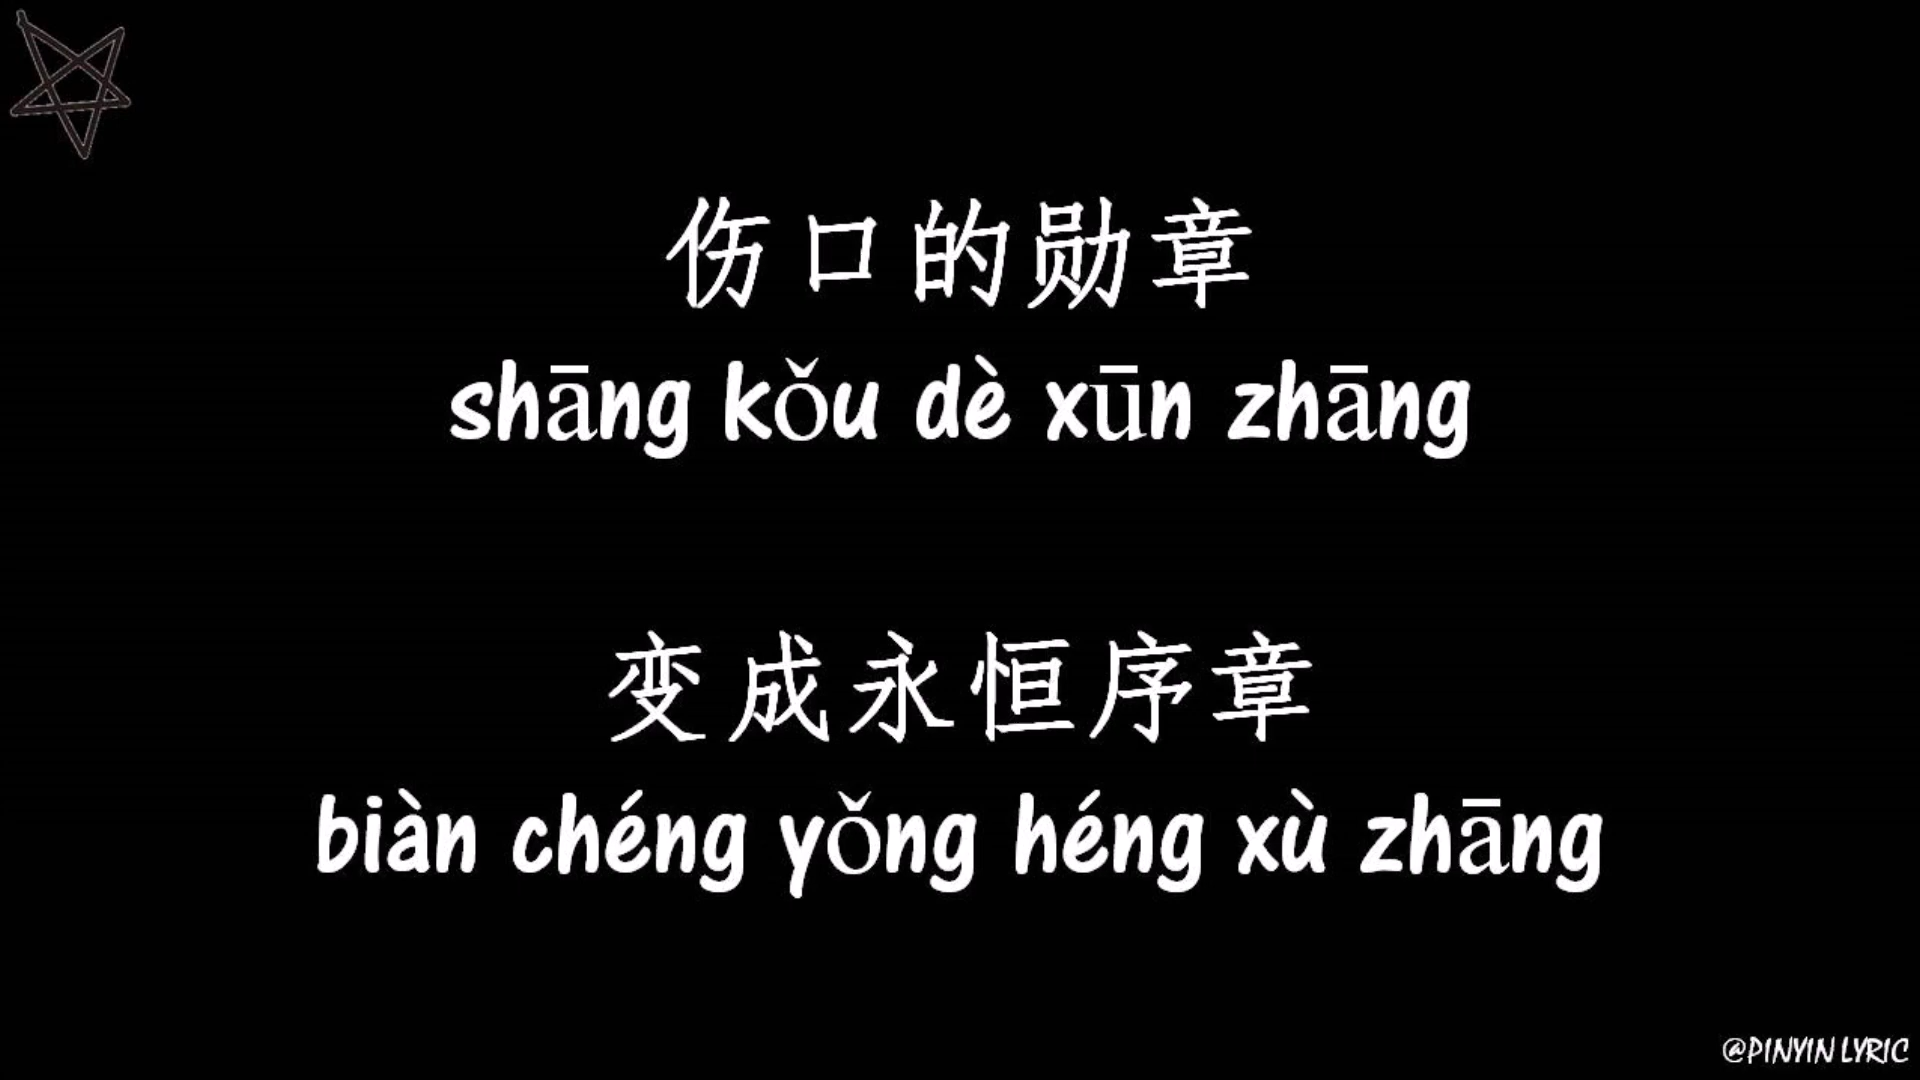 伤口的勋章
shāng kǒu dè xūn zhāng
变成永恒序章
biàn chéng yǒng héng xù zhāng
@PINYIN LYRIC